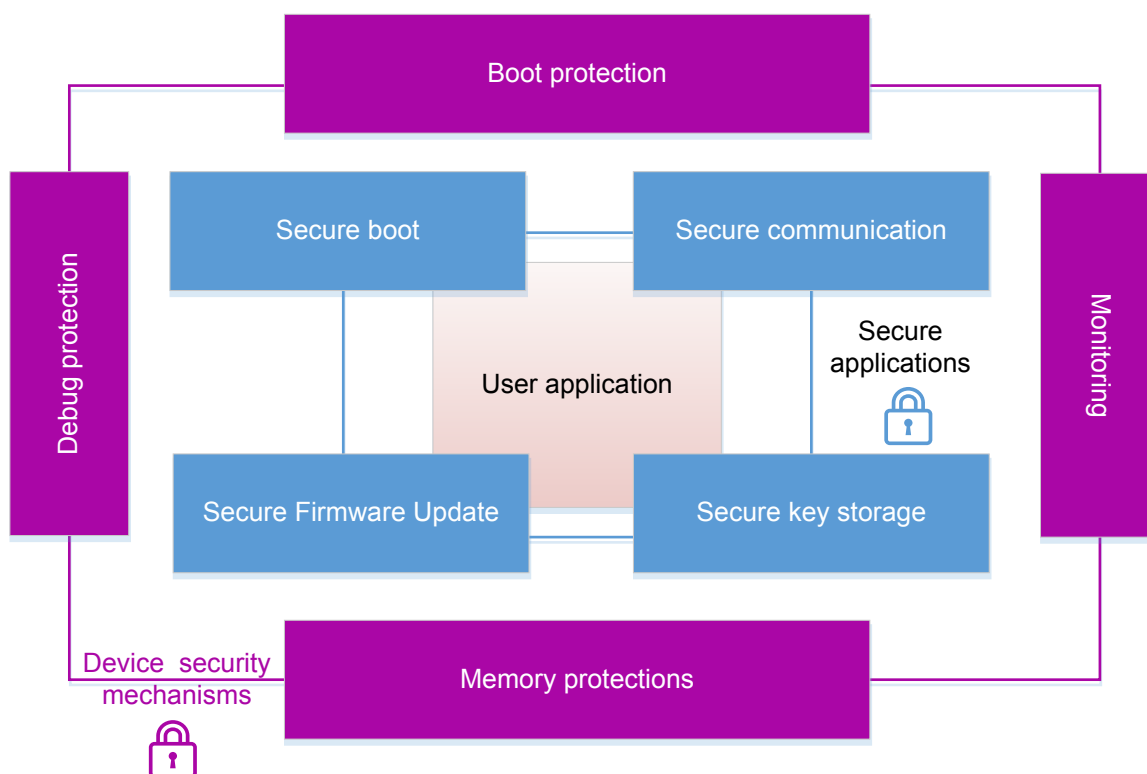 Boot protection
Secure boot
Secure communication
Debug protection
Monitoring
Secure
applications
User application
Secure Firmware Update
Secure key storage
Device  security
mechanisms
Memory protections